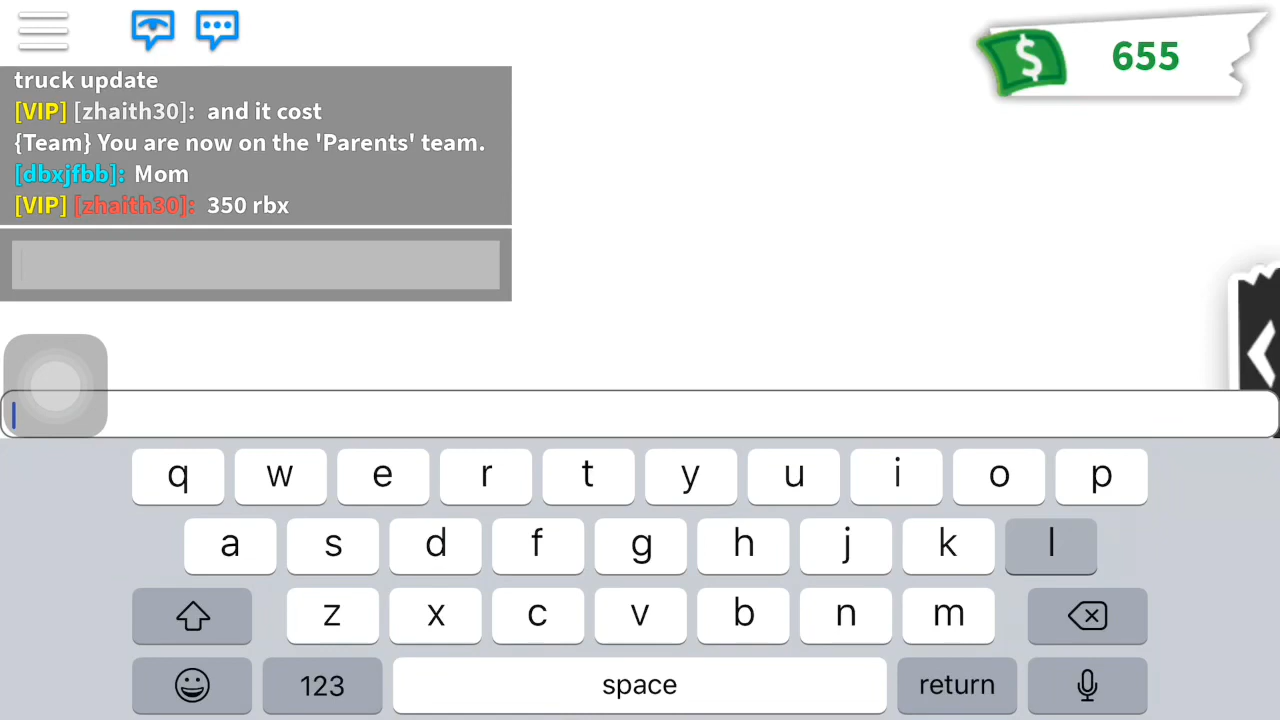 655
truck update
[VIP] [zhaith30]: and it cost
{Team} You are now on the 'Parents' team.
[dbxjfbb]: Mom
[VIP] [zhaith30]: 350 rbx
q w e r t y u i o p
a s d f g h j k l
z x c v b n m
123 space return